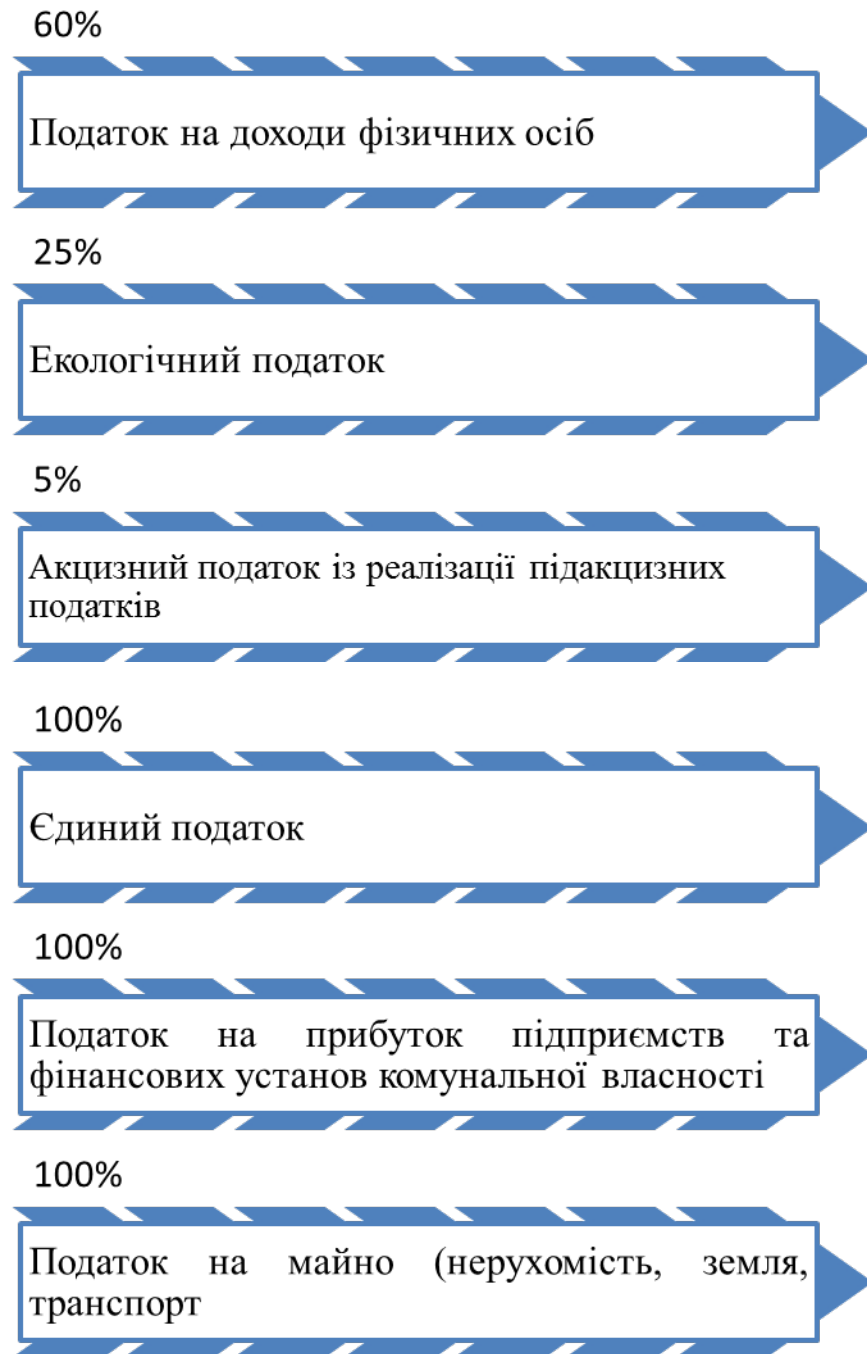 60%
Податок на доходи фізичних осіб
25%
Екологічний податок
5%
Акцизний податок із реалізації підакцизних
податків
100%
Єдиний податок
100%
Податок на прибуток підприємств та
фінансових установ комунальної власності
100%
Податок на майно (нерухомість, земля,
транспорт